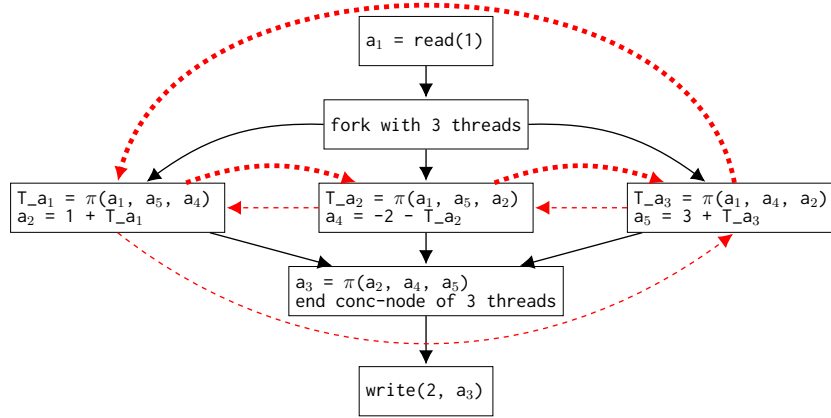 a₁ = read(1)
fork with 3 threads
T_a₁ = π(a₁, a₅, a₄)
a₂ = 1 + T_a₁
T_a₂ = π(a₁, a₅, a₂)
a₄ = -2 - T_a₂
T_a₃ = π(a₁, a₄, a₂)
a₅ = 3 + T_a₃
a₃ = π(a₂, a₄, a₅)
end conc-node of 3 threads
write(2, a₃)